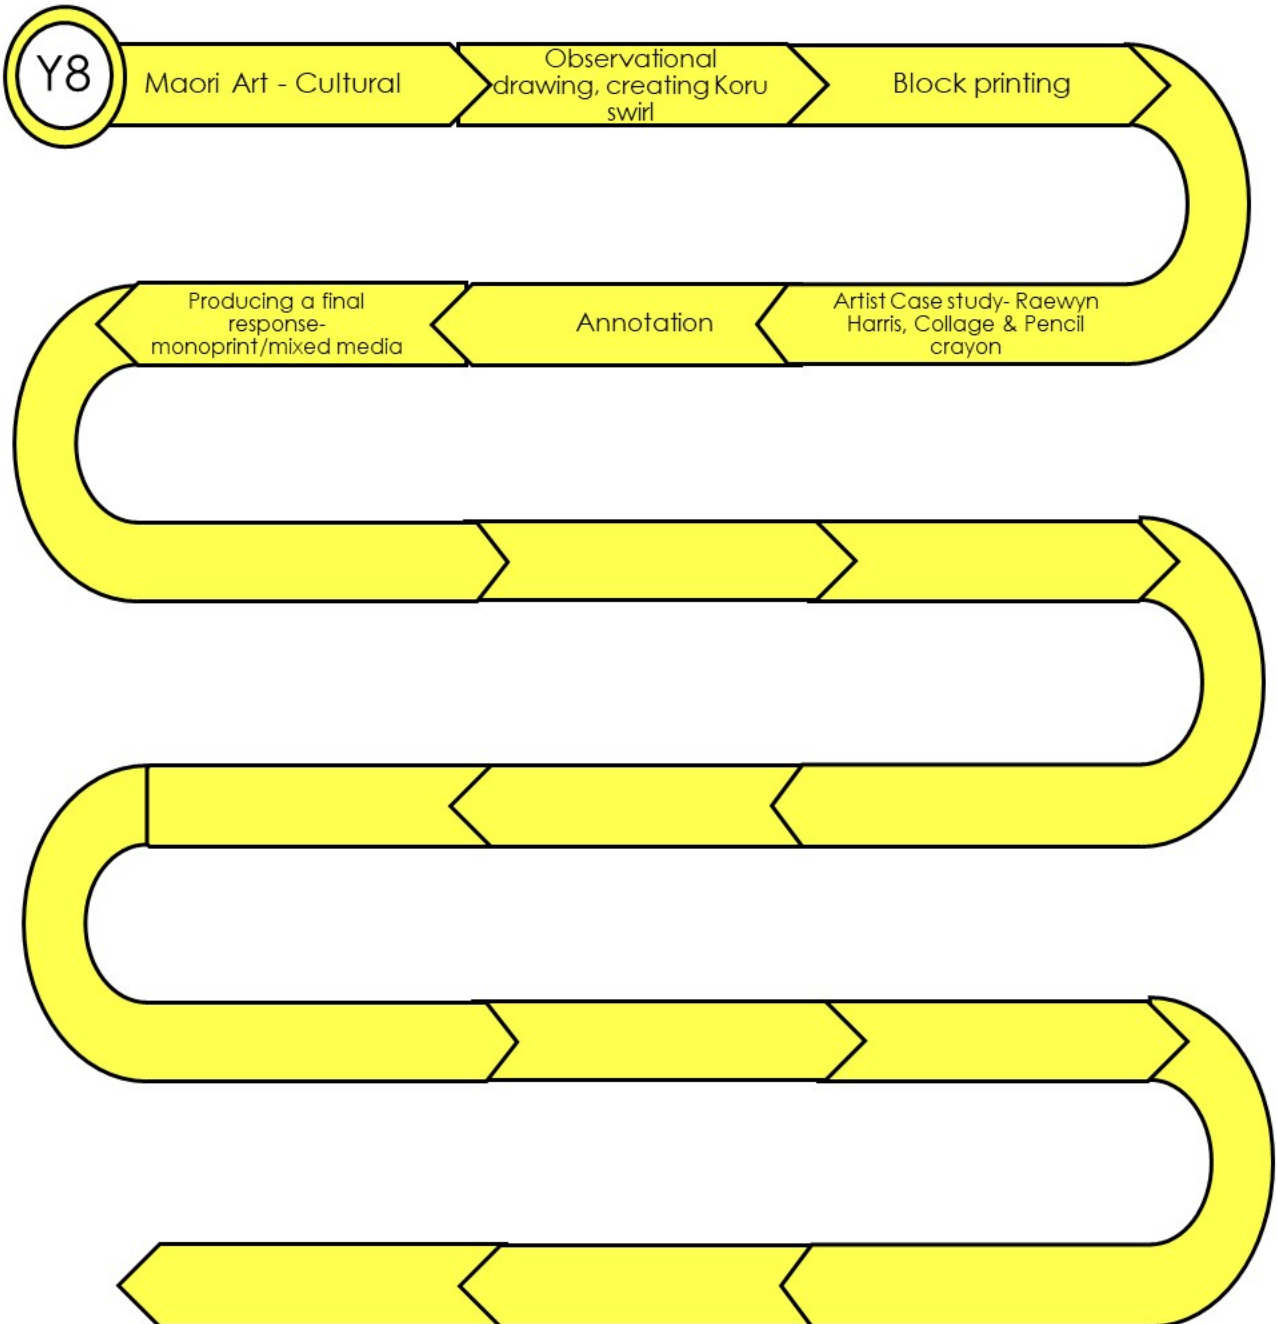 Y8
Maori Art - Cultural
Observational
drawing, creating Koru
swirl
Block printing
Artist Case study- Raewyn
Harris, Collage & Pencil
crayon
Annotation
Producing a final
response-
monoprint/mixed media